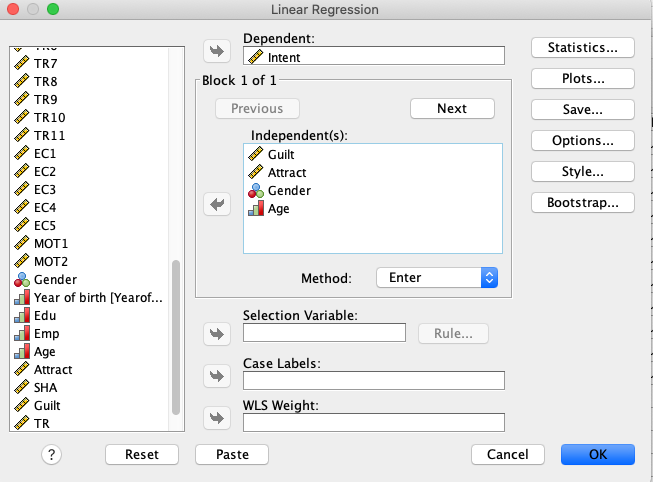 Linear Regression
TR7
TR8
TR9
TR10
TR11
EC1
EC2
EC3
EC4
EC5
MOT1
MOT2
Gender
Year of birth [Yearof...
Edu
Emp
Age
Attract
SHA
Guilt
TR
Dependent:
Intent
Block 1 of 1
Previous
Next
Independent(s):
Guilt
Attract
Gender
Age
Method:
Enter
Selection Variable:
Rule...
Case Labels:
WLS Weight:
Statistics...
Plots...
Save...
Options...
Style...
Bootstrap...
?
Reset
Paste
Cancel
OK